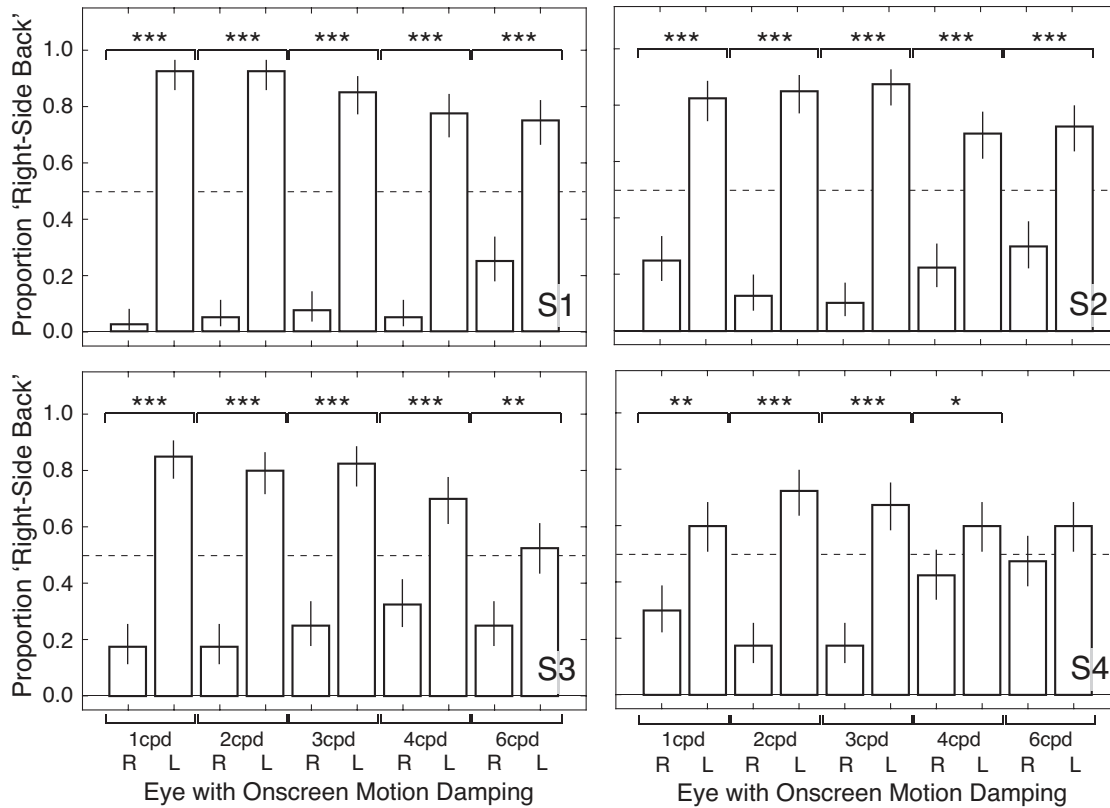 Proportion ‘Right-Side Back’
1.0
0.8
0.6
0.4
0.2
0.0
*** *** *** *** ***
S1
*** *** *** *** ***
S2
Proportion ‘Right-Side Back’
1.0
0.8
0.6
0.4
0.2
0.0
*** *** *** *** **
S3
** *** *** *
S4
1cpd 2cpd 3cpd 4cpd 6cpd
R L R L R L R L R L
Eye with Onscreen Motion Damping
1cpd 2cpd 3cpd 4cpd 6cpd
R L R L R L R L R L
Eye with Onscreen Motion Damping